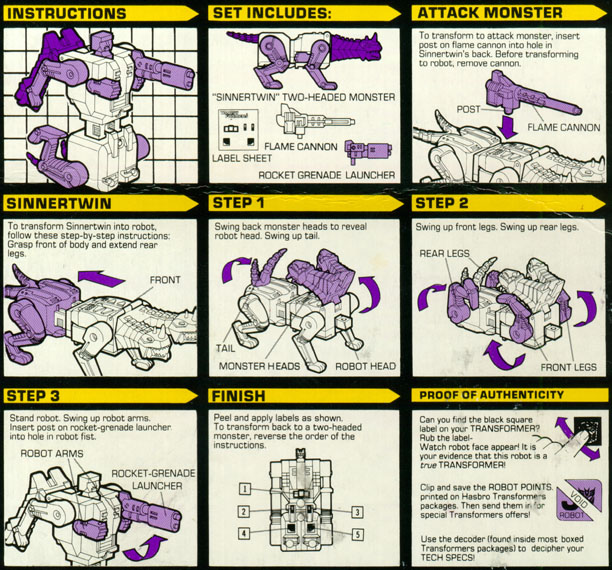 INSTRUCTIONS
SET INCLUDES:
"SINNERTWIN" TWO-HEADED MONSTER
LABEL SHEET
FLAME CANNON
ROCKET GRENADE LAUNCHER
ATTACK MONSTER
To transform to attack monster, insert
post on flame cannon into hole in
Sinnertwin's back. Before transforming
to robot, remove cannon.
POST
FLAME CANNON
SINNERTWIN
To transform Sinnertwin into robot,
follow these step-by-step instructions:
Grasp front of body and extend rear
legs.
FRONT
STEP 1
Swing back monster heads to reveal
robot head. Swing up tail.
TAIL
MONSTER HEADS
ROBOT HEAD
STEP 2
Swing up front legs. Swing up rear legs.
REAR LEGS
FRONT LEGS
STEP 3
Stand robot. Swing up robot arms.
Insert post on rocket-grenade launcher
into hole in robot fist.
ROBOT ARMS
ROCKET-GRENADE
LAUNCHER
FINISH
Peel and apply labels as shown.
To transform back to a two-headed
monster, reverse the order of the
instructions.
1
2
3
4
5
PROOF OF AUTHENTICITY
Can you find the black square
label on your TRANSFORMER?
Rub the label-
Watch robot face appear! It is
your evidence that this robot is a
true TRANSFORMER!
Clip and save the ROBOT POINTS
printed on Hasbro Transformers
packages. Then send them in for
special Transformers offers!
VOID
ROBOT
Use the decoder (found inside most boxed
Transformers packages) to decipher your
TECH SPECS!